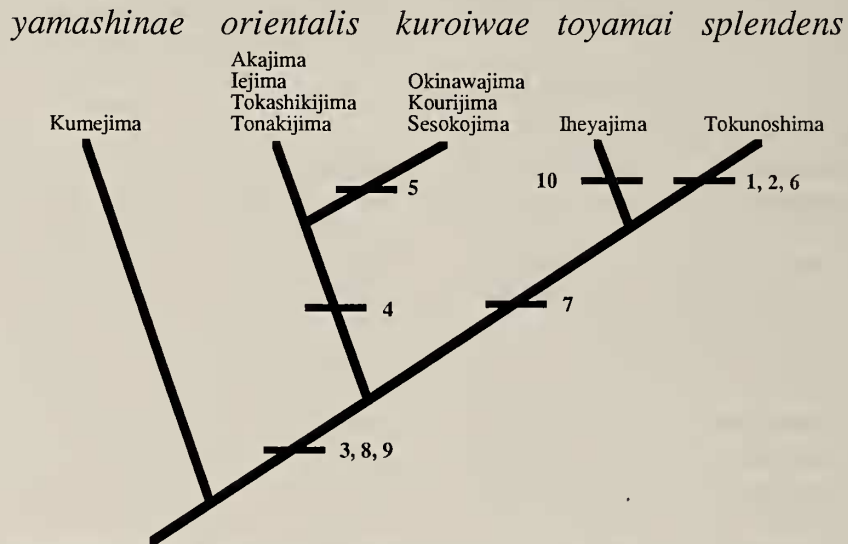 yamashinae orientalis kuroiwae toyamai splendens
Akajima
Iejima
Tokashikijima
Tonakijima
Okinawajima
Kourijima
Sesokojima
Kumejima
Iheyajima
Tokunoshima
5
10
1, 2, 6
4
7
3, 8, 9